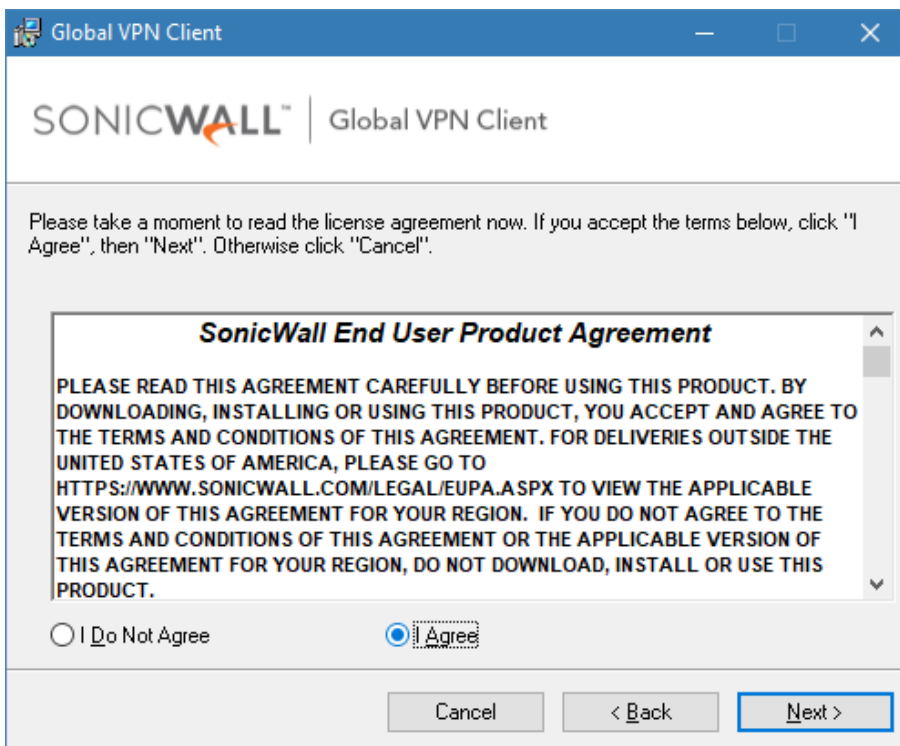 Global VPN Client
SONICWALL™ | Global VPN Client
Please take a moment to read the license agreement now. If you accept the terms below, click "I
Agree", then "Next". Otherwise click "Cancel".
SonicWall End User Product Agreement
PLEASE READ THIS AGREEMENT CAREFULLY BEFORE USING THIS PRODUCT. BY
DOWNLOADING, INSTALLING OR USING THIS PRODUCT, YOU ACCEPT AND AGREE TO
THE TERMS AND CONDITIONS OF THIS AGREEMENT. FOR DELIVERIES OUTSIDE THE
UNITED STATES OF AMERICA, PLEASE GO TO
HTTPS://WWW.SONICWALL.COM/LEGAL/EUPA.ASPX TO VIEW THE APPLICABLE
VERSION OF THIS AGREEMENT FOR YOUR REGION. IF YOU DO NOT AGREE TO THE
TERMS AND CONDITIONS OF THIS AGREEMENT OR THE APPLICABLE VERSION OF
THIS AGREEMENT FOR YOUR REGION, DO NOT DOWNLOAD, INSTALL OR USE THIS
PRODUCT.
I Do Not Agree I Agree
Cancel < Back Next >